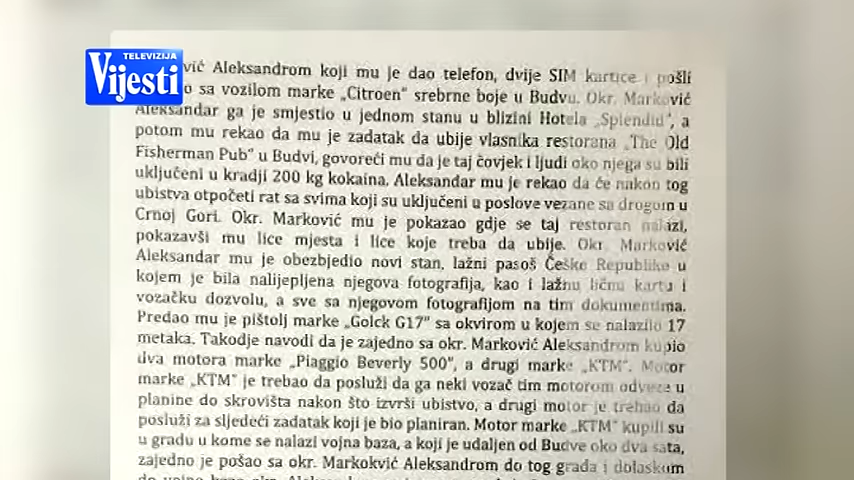 TELEVIZIJA
Vijesti
vić Aleksandrom koji mu je dao telefon, dvije SIM kartice i pošli
o sa vozilom marke „Citroen“ srebrne boje u Budvu. Okr. Marković
Aleksandar ga je smjestio u jednom stanu u blizini Hotela „Splendid“, a
potom mu rekao da mu je zadatak da ubije vlasnika restorana „The Old
Fisherman Pub“ u Budvi, govoreći mu da je taj čovjek i ljudi oko njega su bili
uključeni u kradji 200 kg kokaina. Aleksandar mu je rekao da će nakon tog
ubistva otpočeti rat sa svima koji su uključeni u poslove vezane sa drogom u
Crnoj Gori. Okr. Marković mu je pokazao gdje se taj restoran nalazi,
pokazavši mu lice mjesta i lice koje treba da ubije. Okr. Marković
Aleksandar mu je obezbjedio novi stan, lažni pasoš Češke Republike u
kojem je bila nalijepljena njegova fotografija, kao i lažnu ličnu kartu i
vozačku dozvolu, a sve sa njegovom fotografijom na tim dokumentima.
Predao mu je pištolj marke „Golck G17“ sa okvirom u kojem se nalazilo 17
metaka. Takodje navodi da je zajedno sa okr. Marković Aleksandrom kupio
dva motora marke „Piaggio Beverly 500“, a drugi marke „KTM“. Motor
marke „KTM“ je trebao da posluži da ga neki vozač tim motorom odveze u
planine do skrovišta nakon što izvrši ubistvo, a drugi motor je trebao da
posluži za sljedeći zadatak koji je bio planiran. Motor marke „KTM“ kupili su
u gradu u kome se nalazi vojna baza, a koji je udaljen od Budve oko dva sata,
zajedno je pošao sa okr. Markokvić Aleksandrom do tog grada i dolaskom